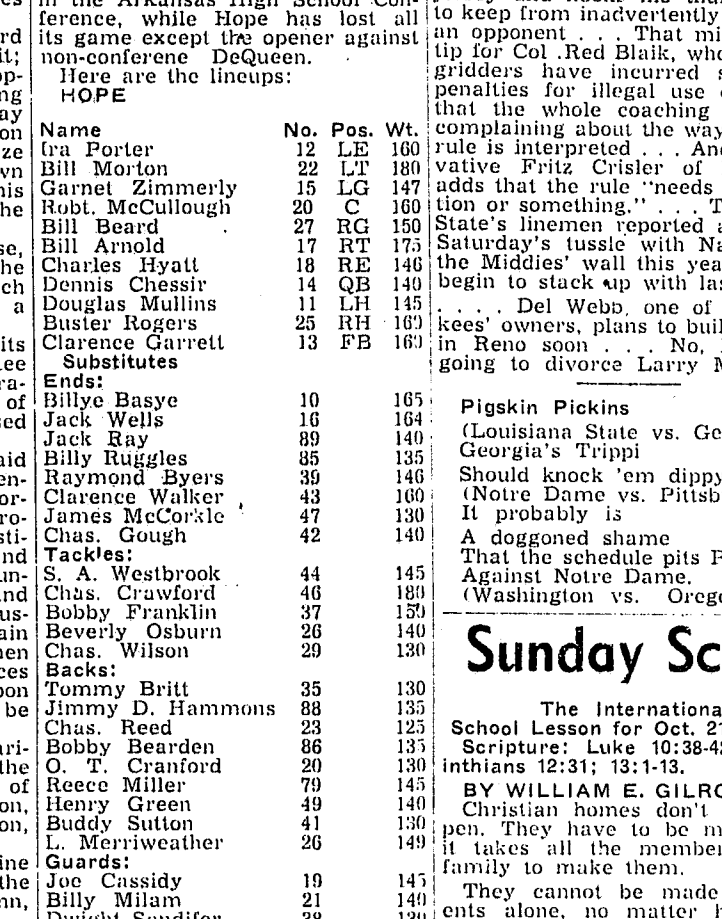 in the Arkansas High School Con-
ference, while Hope has lost all
its game except the opener against
non-conferene DeQueen.
Here are the lineups:
HOPE
Name No. Pos. Wt.
Ira Porter 12 LE 160
Bill Morton 22 LT 180
Garnet Zimmerly 15 LG 147
Robt. McCullough 20 C 160
Bill Beard 27 RG 150
Bill Arnold 17 RT 175
Charles Hyatt 18 RE 146
Dennis Chessir 14 QB 140
Douglas Mullins 11 LH 145
Buster Rogers 25 RH 160
Clarence Garrett 13 FB 160
Substitutes
Ends:
Billye Basye 10 165
Jack Wells 16 164
Jack Ray 89 140
Billy Ruggles 85 135
Raymond Byers 39 146
Clarence Walker 43 160
James McCorkle 47 130
Chas. Gough 42 140
Tackles:
S. A. Westbrook 44 145
Chas. Crawford 46 180
Bobby Franklin 37 150
Beverly Osburn 26 140
Chas. Wilson 29 130
Backs:
Tommy Britt 35 130
Jimmy D. Hammons 88 135
Chas. Reed 23 125
Bobby Bearden 86 135
O. T. Cranford 20 130
Reece Miller 79 145
Henry Green 49 140
Buddy Sutton 41 130
L. Merriweather 26 149
Guards:
Joe Cassidy 19 145
Billy Milam 21 140
to keep from inadvertently
an opponent . . . That mi
tip for Col .Red Blaik, who
gridders have incurred s
penalties for illegal use
that the whole coaching
complaining about the way
rule is interpreted . . . An
vative Fritz Crisler of
adds that the rule "needs
tion or something." . . . T
State's linemen reported a
Saturday's tussle with Na
the Middies' wall this yea
begin to stack up with las
. . . . Del Webb, one of
kees' owners, plans to buil
in Reno soon . . . No,
going to divorce Larry M
Pigskin Pickins
(Louisiana State vs. Ge
Georgia's Trippi
Should knock 'em dippy
(Notre Dame vs. Pittsb
It probably is
A doggoned shame
That the schedule pits P
Against Notre Dame.
(Washington vs. Orego
Sunday Sc
The Internationa
School Lesson for Oct. 2
Scripture: Luke 10:38-4
inthians 12:31; 13:1-13.
BY WILLIAM E. GILRO
Christian homes don't
pen. They have to be m
it takes all the member
family to make them.
They cannot be made
ents alone, no matter